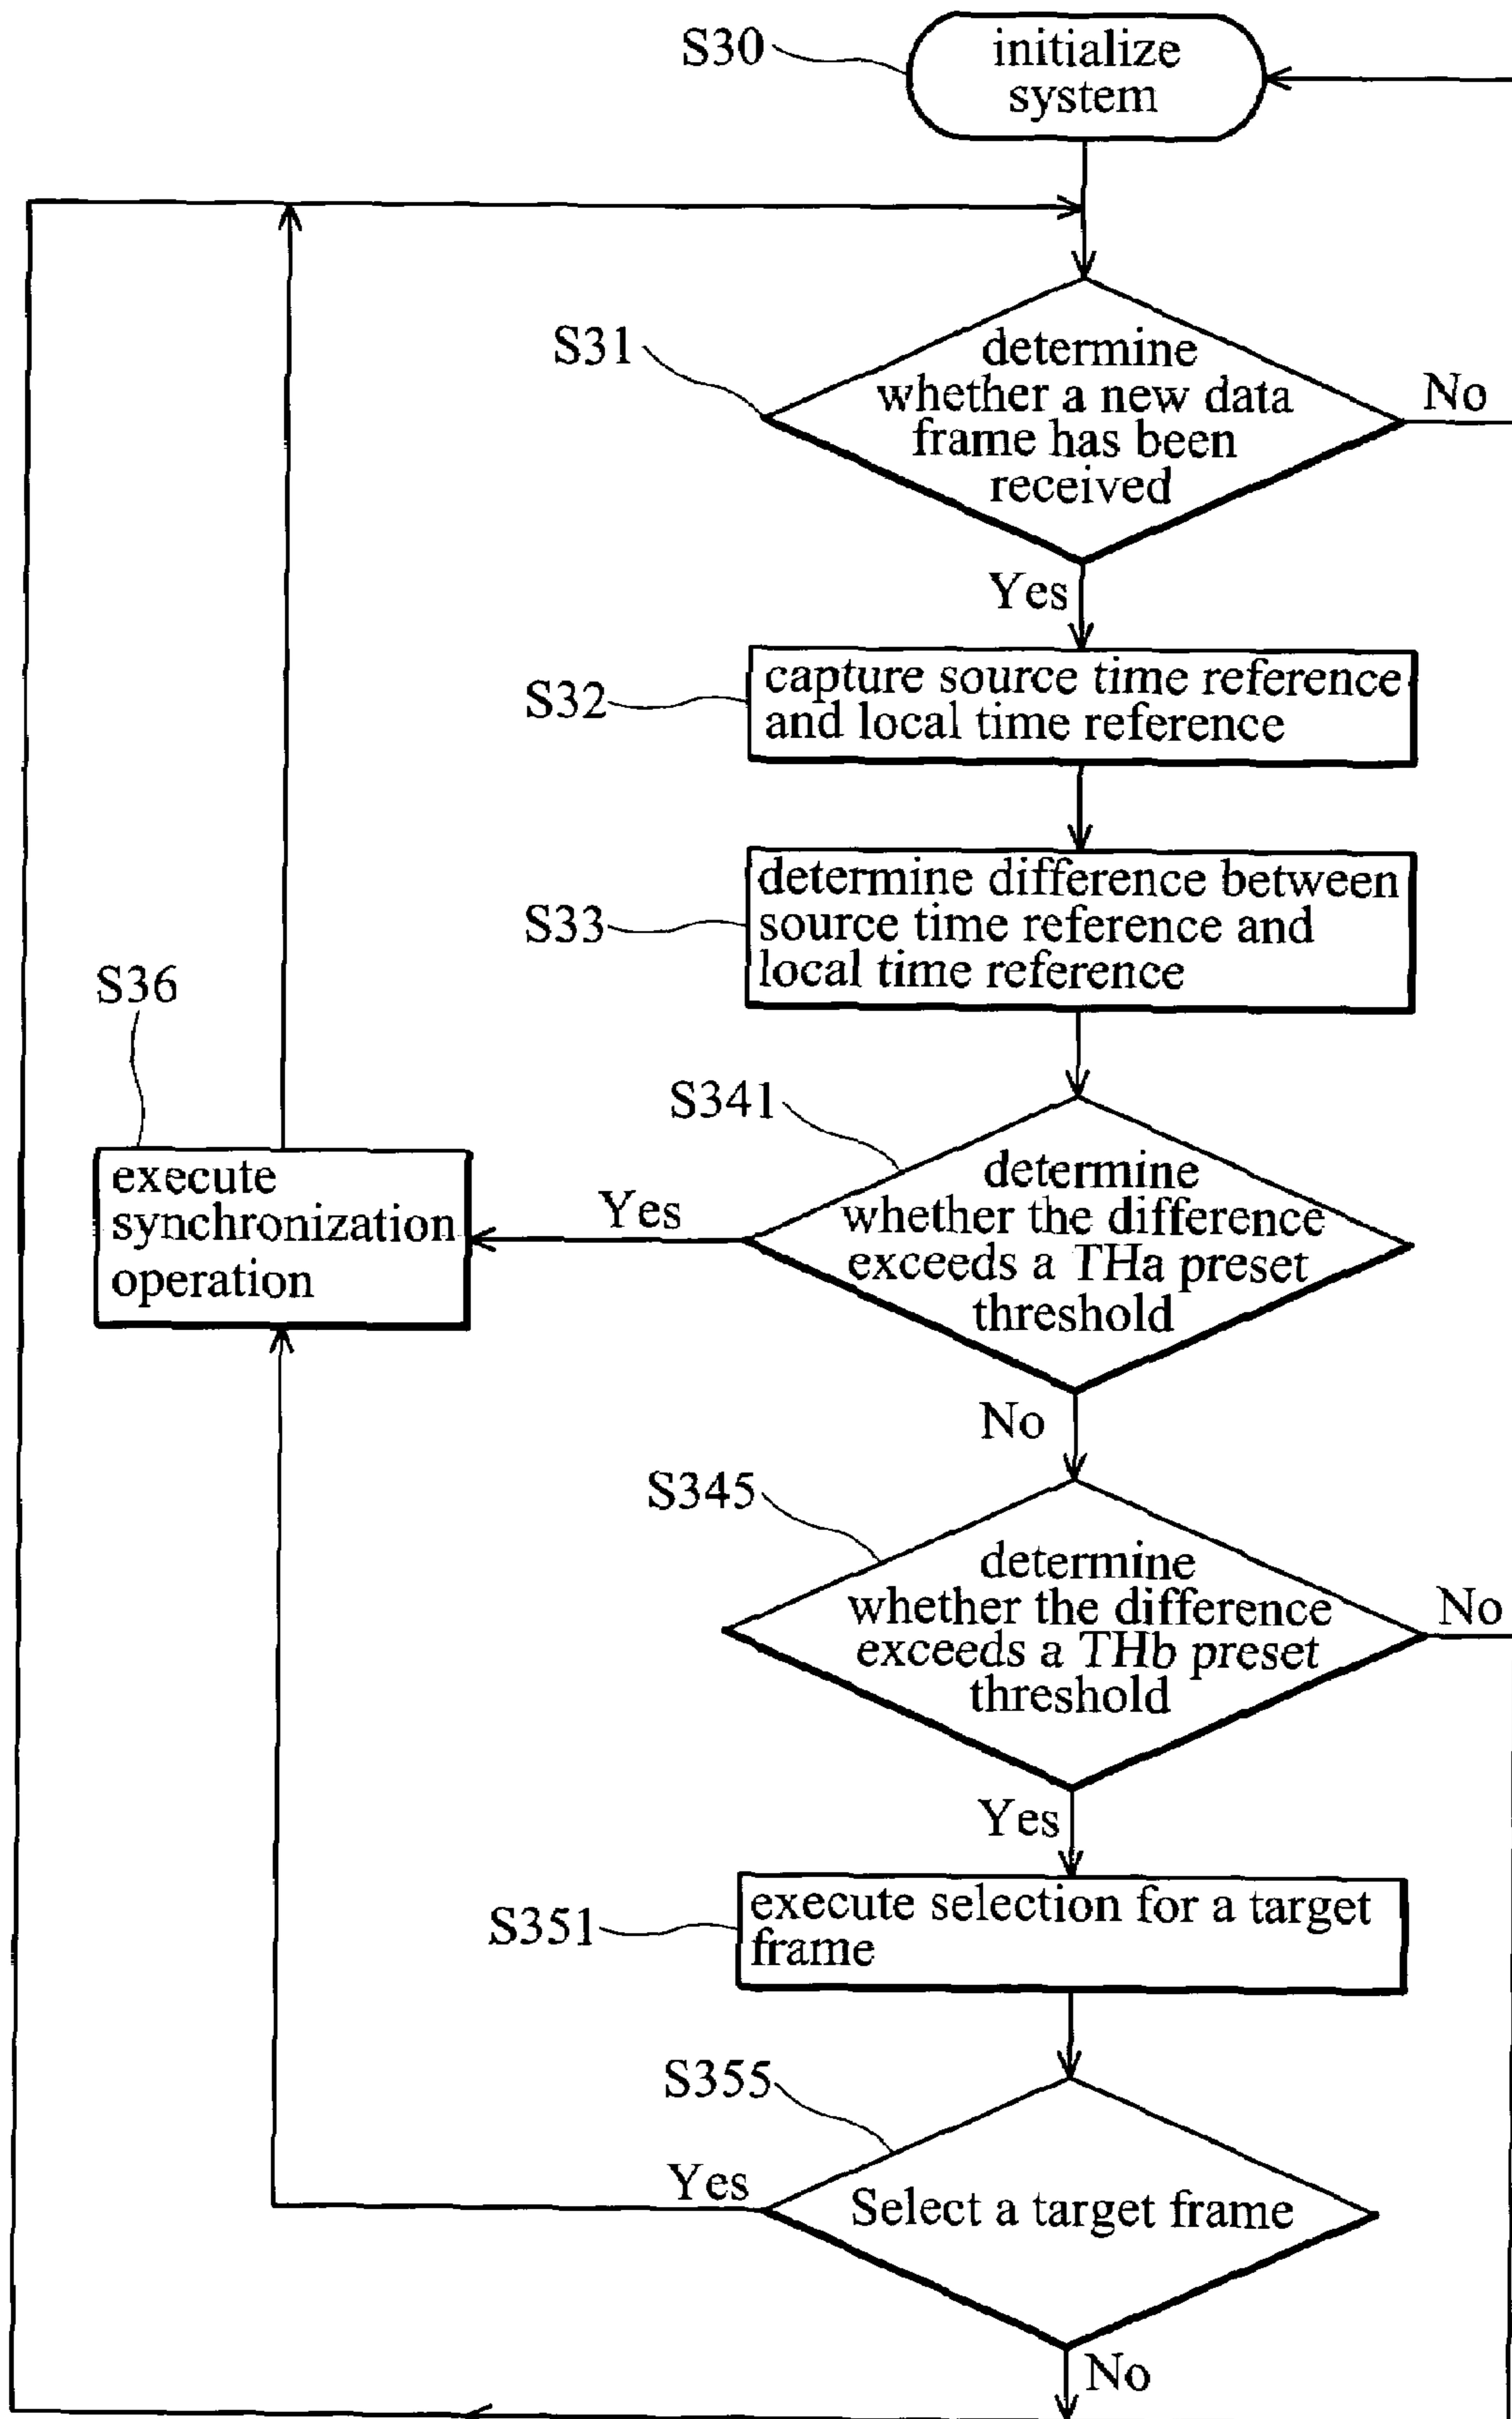 S30
initialize
system
S31
determine
whether a new data
frame has been
received
No
Yes
S32
capture source time reference
and local time reference
S33
determine difference between
source time reference and
local time reference
S36
execute
synchronization
operation
S341
determine
whether the difference
exceeds a THa preset
threshold
Yes
No
S345
determine
whether the difference
exceeds a THb preset
threshold
No
Yes
S351
execute selection for a target
frame
S355
Select a target frame
Yes
No